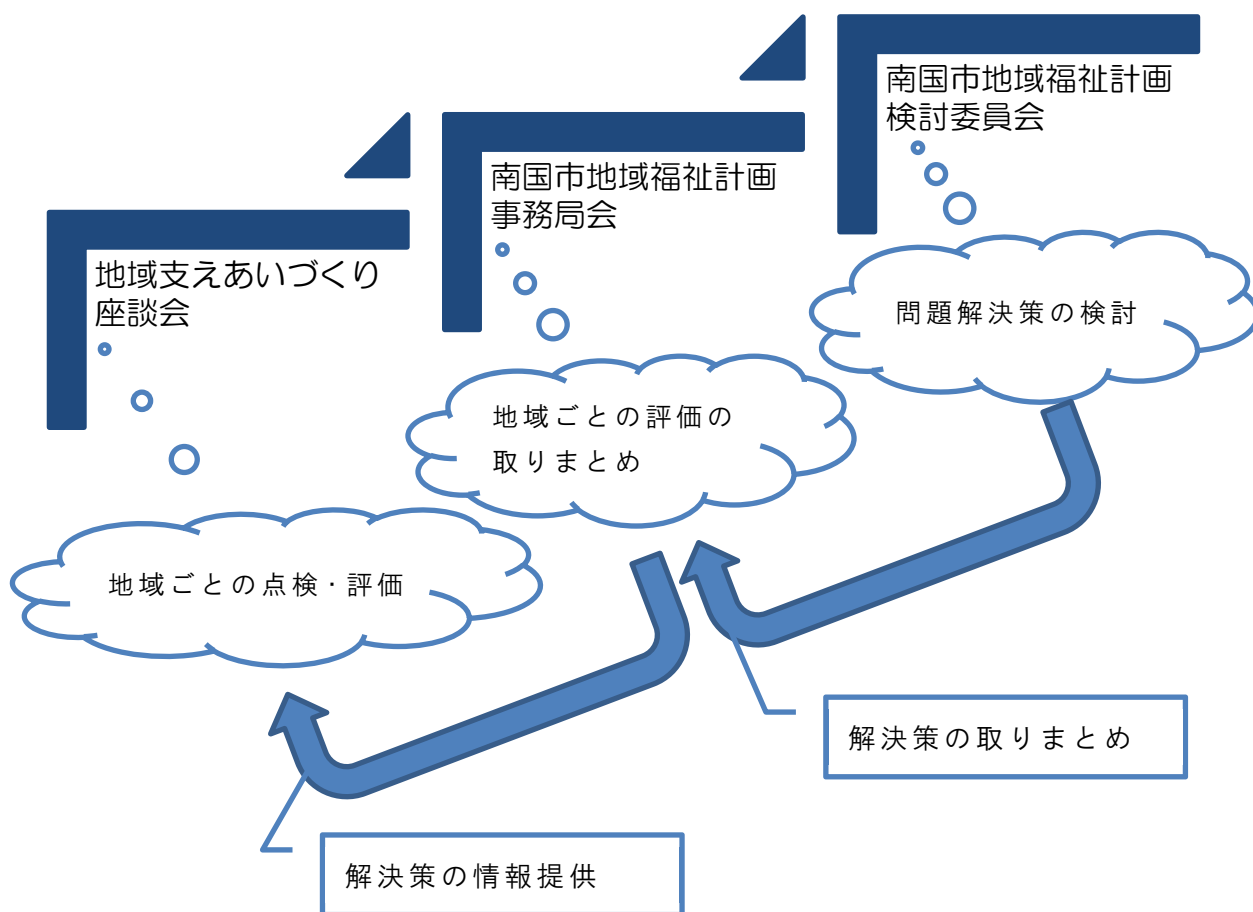 南国市地域福祉計画
検討委員会
南国市地域福祉計画
事務局会
地域支えあいづくり
座談会
問題解決策の検討
地域ごとの評価の
取りまとめ
地域ごとの点検・評価
解決策の取りまとめ
解決策の情報提供